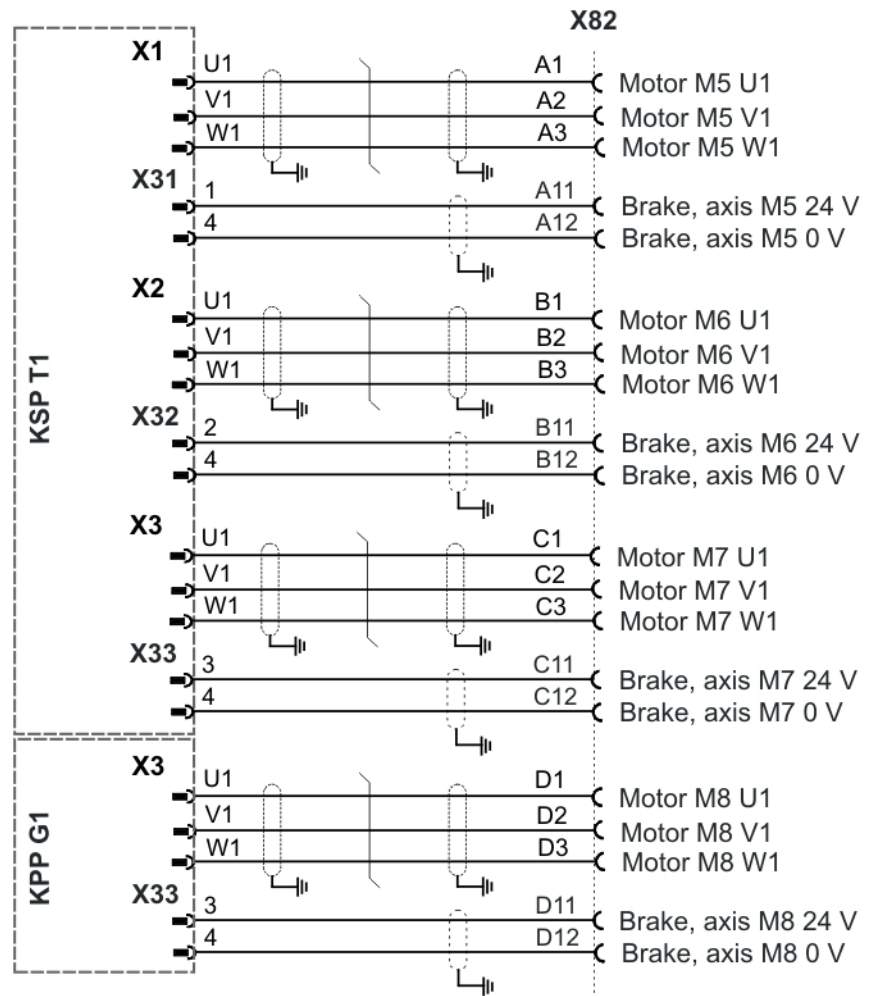 X82
X1
U1 A1 Motor M5 U1
V1 A2 Motor M5 V1
W1 A3 Motor M5 W1
X31
1 A11 Brake, axis M5 24 V
4 A12 Brake, axis M5 0 V
X2
U1 B1 Motor M6 U1
V1 B2 Motor M6 V1
W1 B3 Motor M6 W1
KSP T1
X32
2 B11 Brake, axis M6 24 V
4 B12 Brake, axis M6 0 V
X3
U1 C1 Motor M7 U1
V1 C2 Motor M7 V1
W1 C3 Motor M7 W1
X33
3 C11 Brake, axis M7 24 V
4 C12 Brake, axis M7 0 V
X3
U1 D1 Motor M8 U1
V1 D2 Motor M8 V1
W1 D3 Motor M8 W1
KPP G1
X33
3 D11 Brake, axis M8 24 V
4 D12 Brake, axis M8 0 V